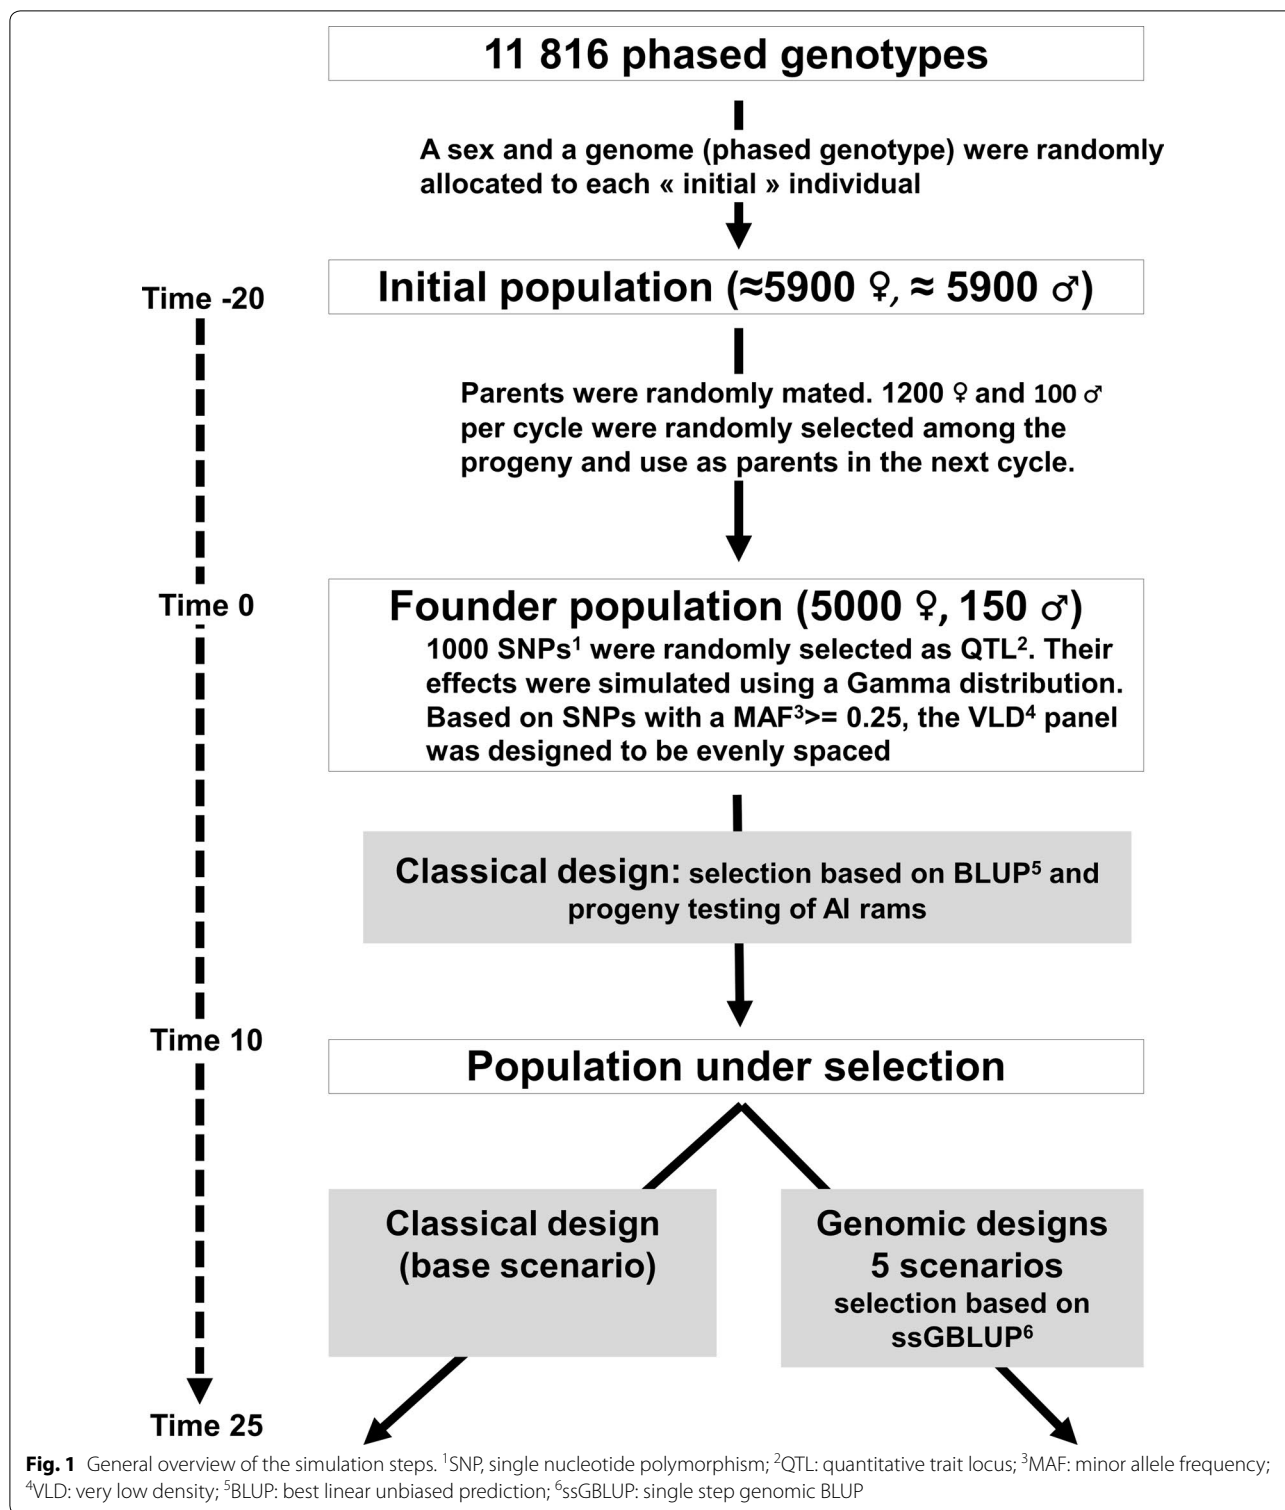 11 816 phased genotypes
A sex and a genome (phased genotype) were randomly
allocated to each « initial » individual
Time -20
Initial population (≈5900 ♀, ≈ 5900 ♂)
Parents were randomly mated. 1200 ♀ and 100 ♂
per cycle were randomly selected among the
progeny and use as parents in the next cycle.
Time 0
Founder population (5000 ♀, 150 ♂)
1000 SNPs¹ were randomly selected as QTL². Their
effects were simulated using a Gamma distribution.
Based on SNPs with a MAF³>= 0.25, the VLD⁴ panel
was designed to be evenly spaced
Classical design: selection based on BLUP⁵ and
progeny testing of AI rams
Time 10
Population under selection
Classical design
(base scenario)
Genomic designs
5 scenarios
selection based on
ssGBLUP⁶
Time 25
Fig. 1 General overview of the simulation steps. ¹SNP, single nucleotide polymorphism; ²QTL: quantitative trait locus; ³MAF: minor allele frequency;
⁴VLD: very low density; ⁵BLUP: best linear unbiased prediction; ⁶ssGBLUP: single step genomic BLUP